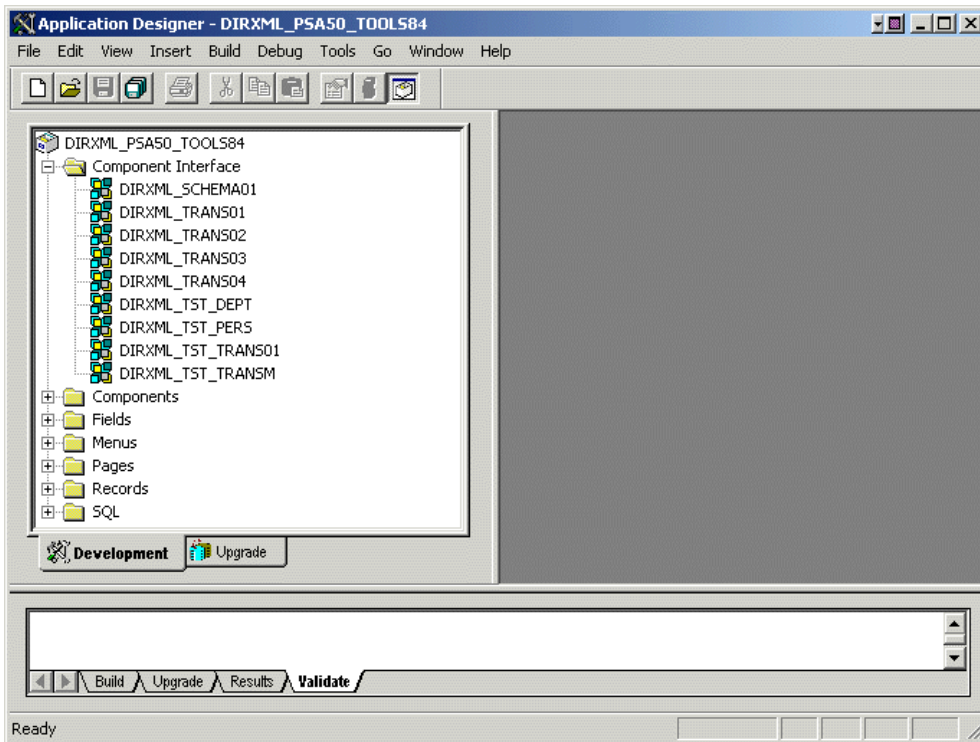 Application Designer - DIRXML_PSA50_TOOLS84
File Edit View Insert Build Debug Tools Go Window Help
DIRXML_PSA50_TOOLS84
Component Interface
DIRXML_SCHEMA01
DIRXML_TRANS01
DIRXML_TRANS02
DIRXML_TRANS03
DIRXML_TRANS04
DIRXML_TST_DEPT
DIRXML_TST_PERS
DIRXML_TST_TRANS01
DIRXML_TST_TRANSM
Components
Fields
Menus
Pages
Records
SQL
Development Upgrade
Build Upgrade Results Validate
Ready